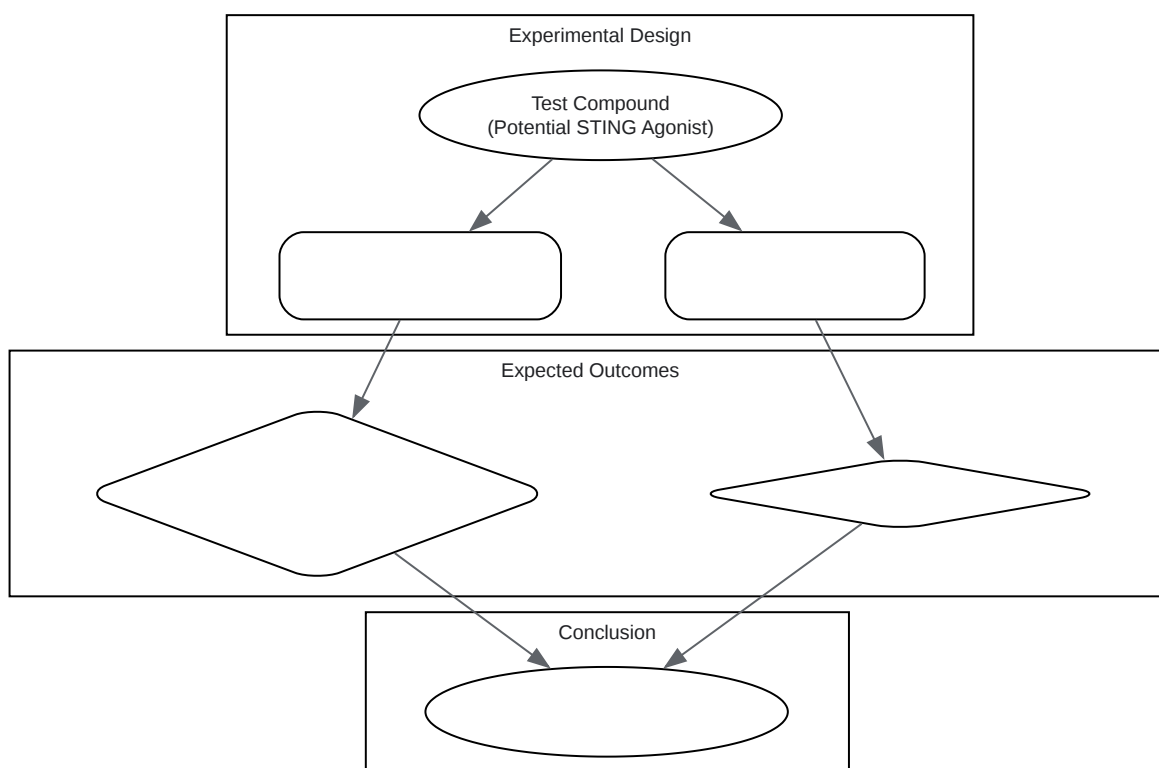 Experimental Design
Test Compound
(Potential STING Agonist)
Expected Outcomes
Conclusion